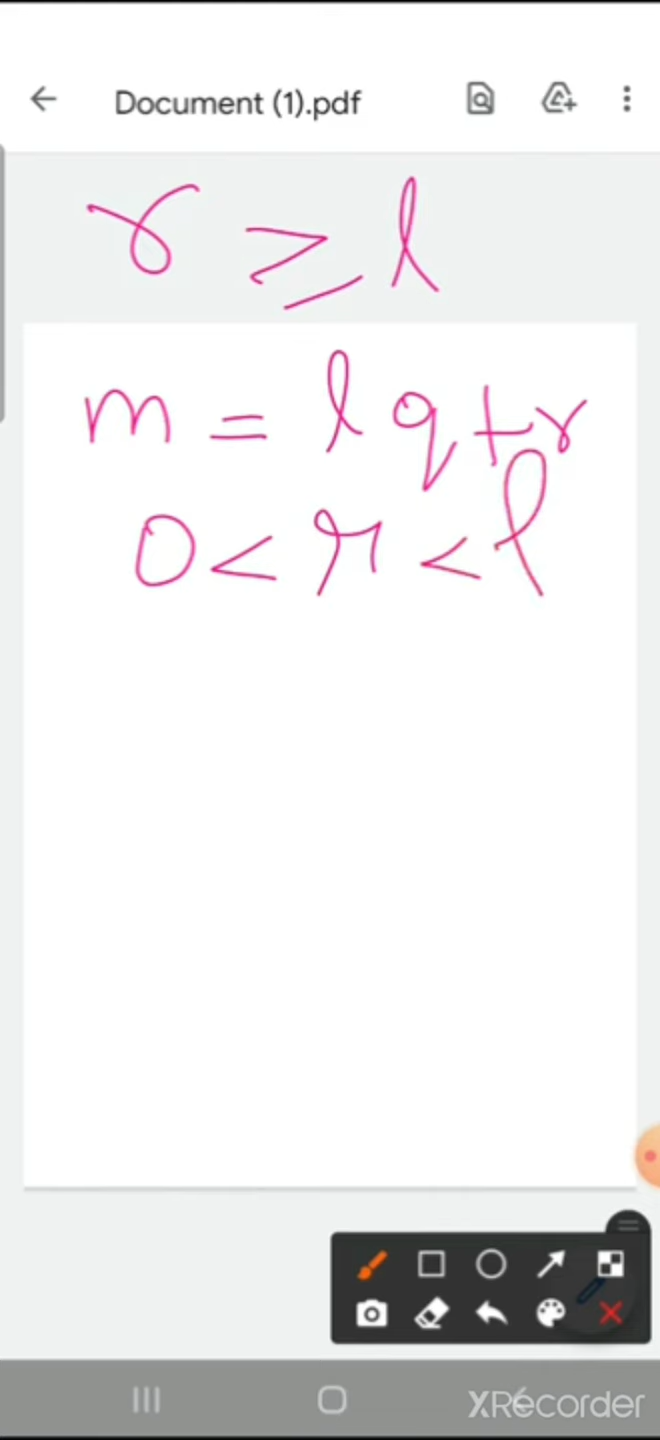 Document (1).pdf
r ≥ l
m = lq + r
0 < r < l
XRecorder